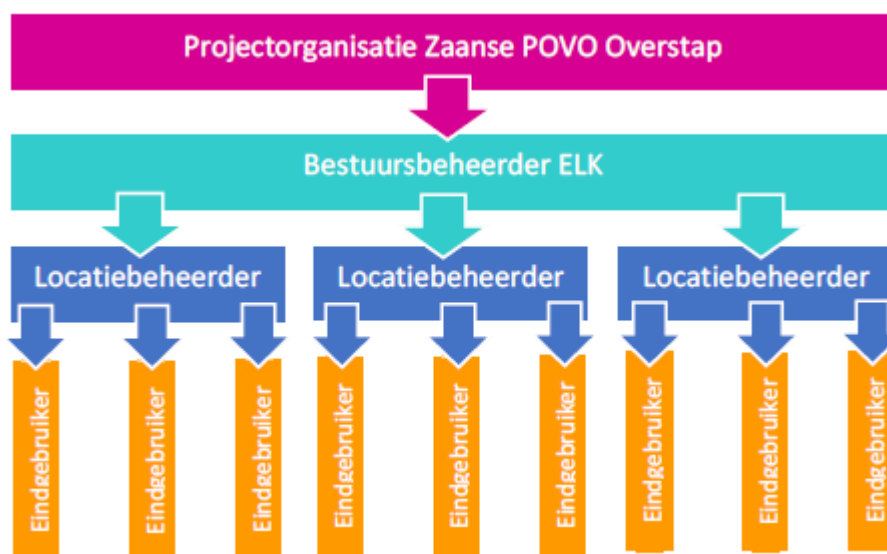 Projectorganisatie Zaanse POVO Overstap
Bestuursbeheerder ELK
Locatiebeheerder
Locatiebeheerder
Locatiebeheerder
Eindgebruiker
Eindgebruiker
Eindgebruiker
Eindgebruiker
Eindgebruiker
Eindgebruiker
Eindgebruiker
Eindgebruiker
Eindgebruiker